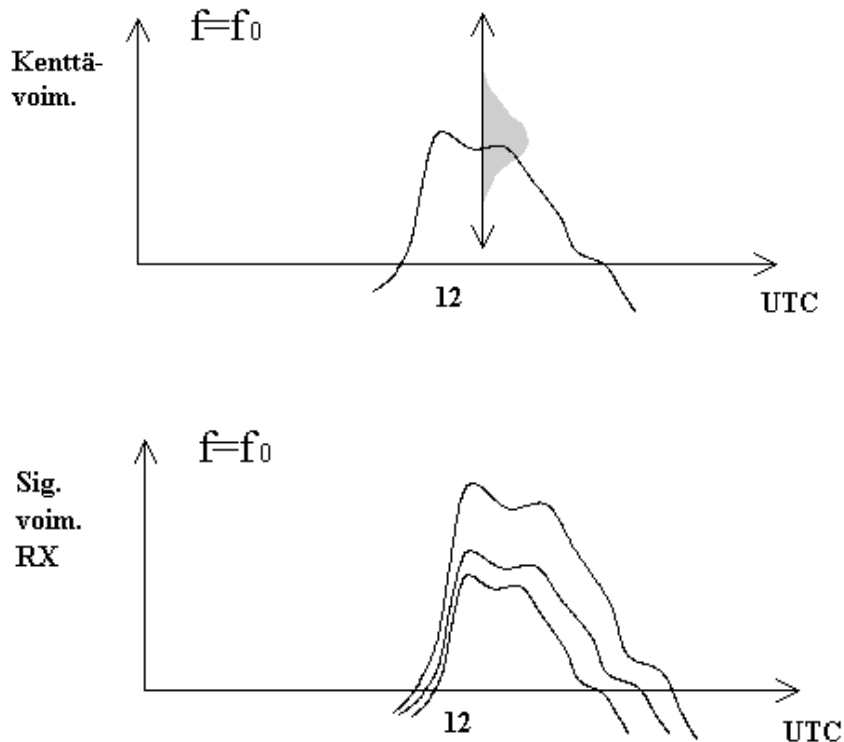 f=f0
Kenttä-
voim.
12
UTC
f=f0
Sig.
voim.
RX
12
UTC